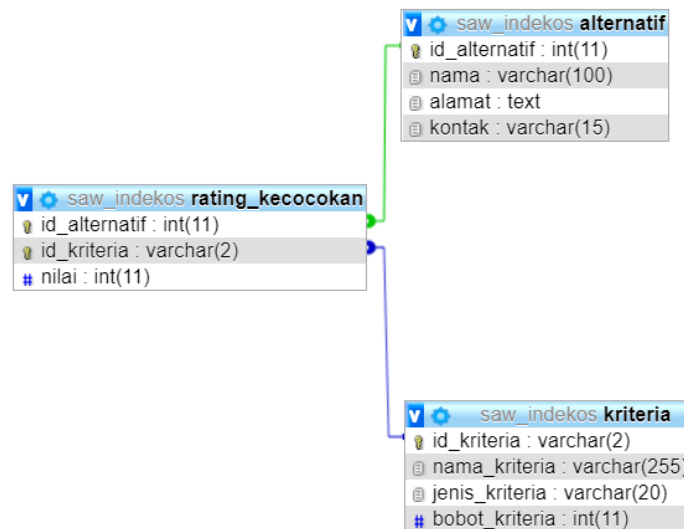 saw_indekos alternatif
id_alternatif : int(11)
nama : varchar(100)
alamat : text
kontak : varchar(15)
saw_indekos rating_kecocokan
id_alternatif : int(11)
id_kriteria : varchar(2)
# nilai : int(11)
saw_indekos kriteria
id_kriteria : varchar(2)
nama_kriteria : varchar(255)
jenis_kriteria : varchar(20)
# bobot_kriteria : int(11)